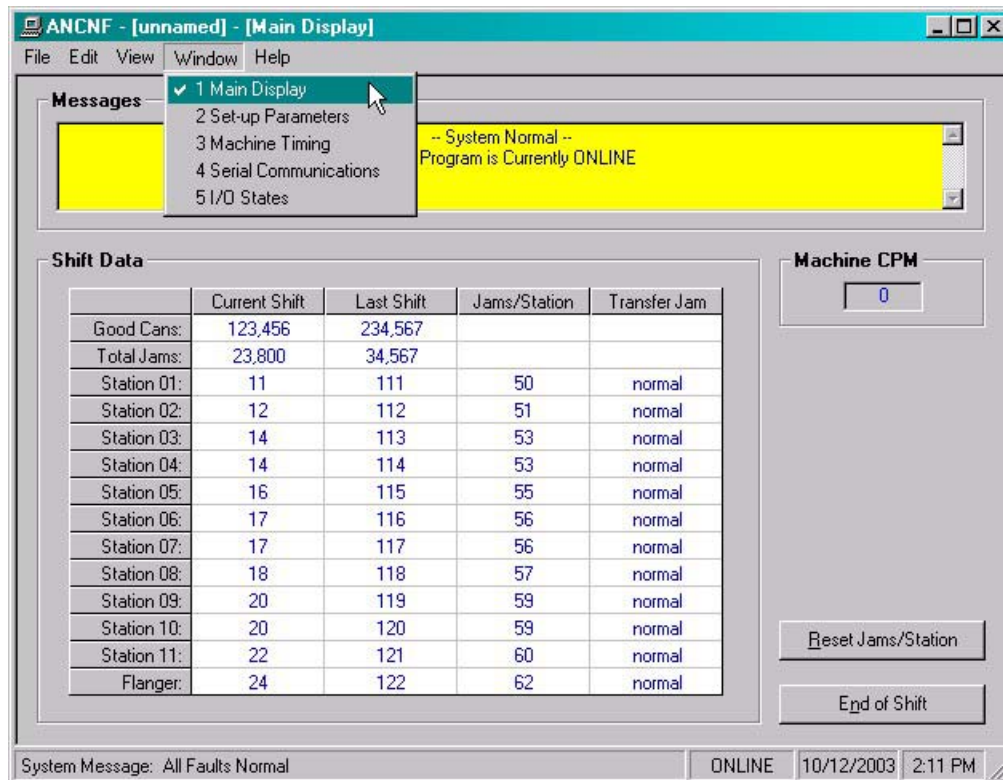 ANCNF - [unnamed] - [Main Display]
File Edit View Window Help
✔ 1 Main Display
2 Set-up Parameters
3 Machine Timing
4 Serial Communications
5 I/O States
Messages
-- System Normal --
Program is Currently ONLINE
Shift Data
Current Shift Last Shift Jams/Station Transfer Jam
Good Cans: 123,456 234,567
Total Jams: 23,800 34,567
Station 01: 11 111 50 normal
Station 02: 12 112 51 normal
Station 03: 14 113 53 normal
Station 04: 14 114 53 normal
Station 05: 16 115 55 normal
Station 06: 17 116 56 normal
Station 07: 17 117 56 normal
Station 08: 18 118 57 normal
Station 09: 20 119 59 normal
Station 10: 20 120 59 normal
Station 11: 22 121 60 normal
Flanger: 24 122 62 normal
Machine CPM
0
Reset Jams/Station
End of Shift
System Message: All Faults Normal ONLINE 10/12/2003 2:11 PM